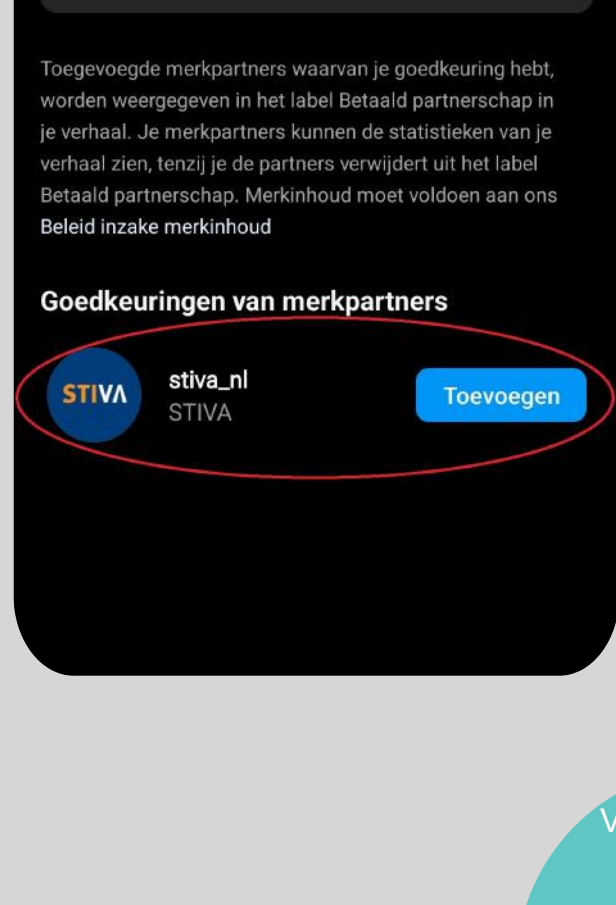 Toegevoegde merkpartners waarvan je goedkeuring hebt,
worden weergegeven in het label Betaald partnerschap in
je verhaal. Je merkpartners kunnen de statistieken van je
verhaal zien, tenzij je de partners verwijdert uit het label
Betaald partnerschap. Merkinhoud moet voldoen aan ons
Beleid inzake merkinhoud
Goedkeuringen van merkpartners
STIVA
stiva_nl
STIVA
Toevoegen